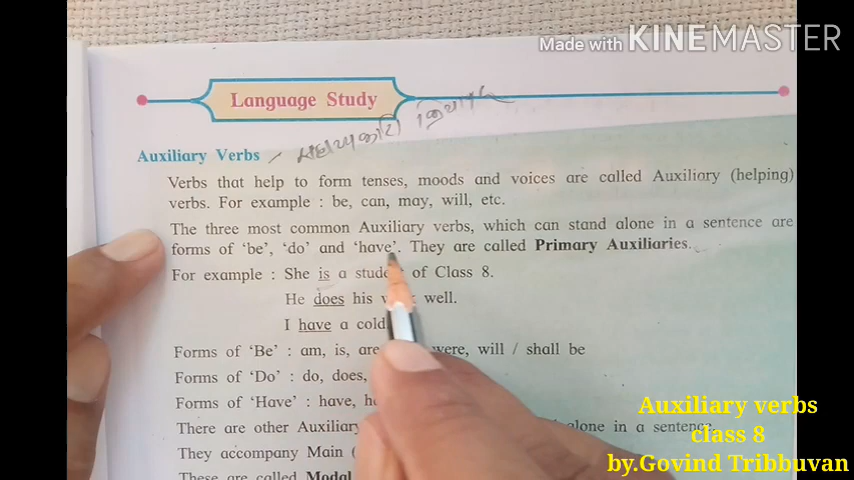 Made with KINEMASTER
Language Study
Auxiliary Verbs
Verbs that help to form tenses, moods and voices are called Auxiliary (helping)
verbs. For example : be, can, may, will, etc.
The three most common Auxiliary verbs, which can stand alone in a sentence are
forms of ‘be’, ‘do’ and ‘have’. They are called Primary Auxiliaries.
For example : She is a student of Class 8.
He does his well.
I have a cold
Forms of ‘Be’ : am, is, are were, will / shall be
Forms of ‘Do’ : do, does,
Forms of ‘Have’ : have,
There are other Auxiliary alone in a sentence.
They accompany Main
These are called Modal
Auxiliary verbs
class 8
by.Govind Tribbuvan